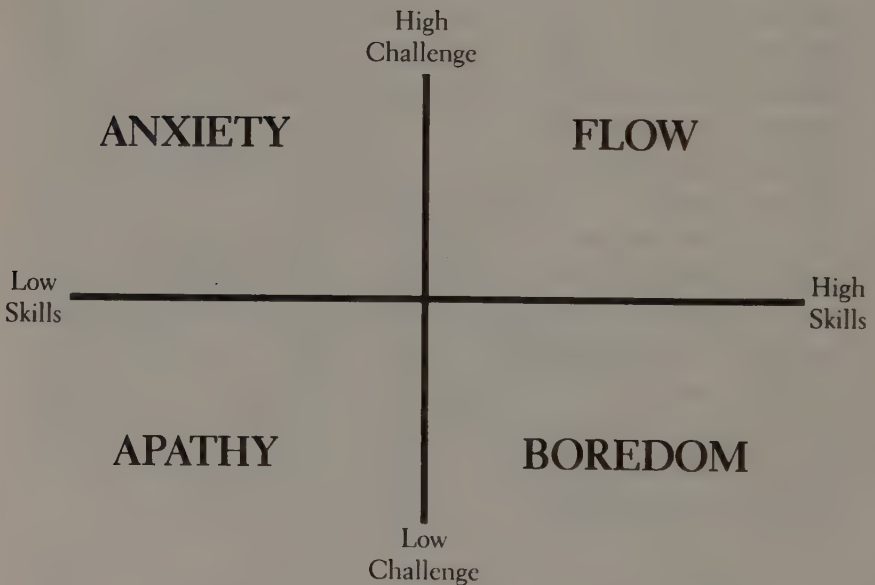 High
Challenge
ANXIETY
FLOW
Low
Skills
High
Skills
APATHY
BOREDOM
Low
Challenge